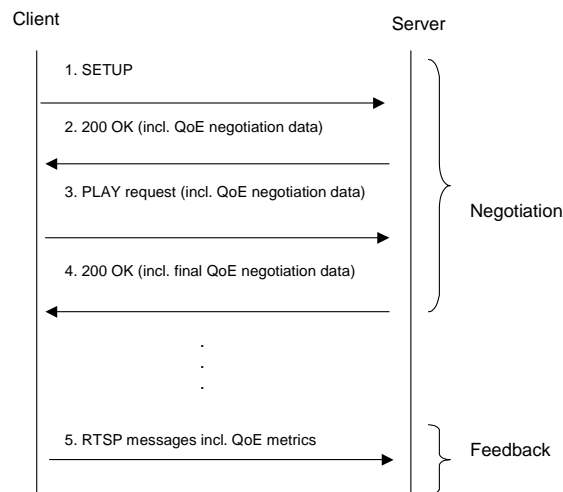 Client
Server
1. SETUP
2. 200 OK (incl. QoE negotiation data)
3. PLAY request (incl. QoE negotiation data)
Negotiation
4. 200 OK (incl. final QoE negotiation data)
.
.
.
5. RTSP messages incl. QoE metrics
Feedback